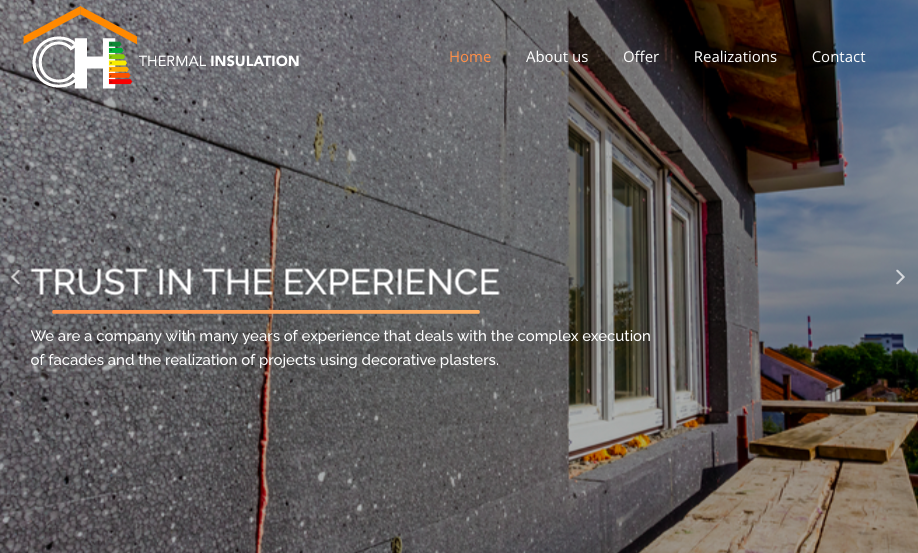 CH THERMAL INSULATION
Home About us Offer Realizations Contact
TRUST IN THE EXPERIENCE
We are a company with many years of experience that deals with the complex execution
of facades and the realization of projects using decorative plasters.